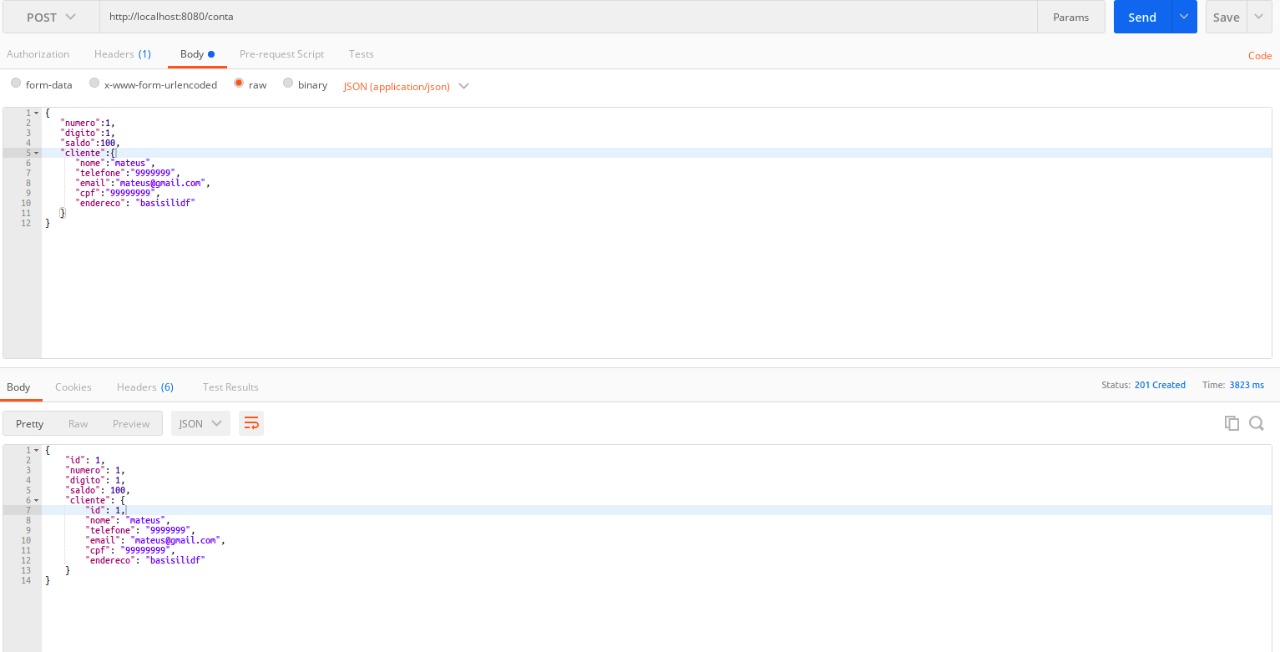 POST http://localhost:8080/conta Params Send Save
Authorization Headers (1) Body Pre-request Script Tests Code
form-data x-www-form-urlencoded raw binary JSON (application/json)
1 {
2 "numero":1,
3 "digito":1,
4 "saldo":100,
5 "cliente":{
6 "nome":"mateus",
7 "telefone":"9999999",
8 "email":"mateus@gmail.com",
9 "cpf":"99999999",
10 "endereco": "basisilidf"
11 }
12 }
Body Cookies Headers (6) Test Results Status: 201 Created Time: 3823 ms
Pretty Raw Preview JSON
1 {
2 "id": 1,
3 "numero": 1,
4 "digito": 1,
5 "saldo": 100,
6 "cliente": {
7 "id": 1,
8 "nome": "mateus",
9 "telefone": "9999999",
10 "email": "mateus@gmail.com",
11 "cpf": "99999999",
12 "endereco": "basisilidf"
13 }
14 }